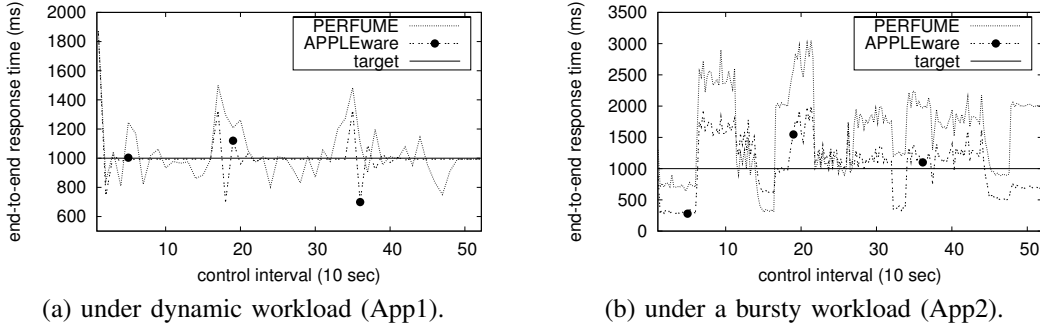 end-to-end response time (ms)
2000
1800
1600
1400
1200
1000
800
600
PERFUME
APPLEware
target
10
20
30
40
50
control interval (10 sec)
(a) under dynamic workload (App1).
end-to-end response time (ms)
3500
3000
2500
2000
1500
1000
500
0
PERFUME
APPLEware
target
10
20
30
40
50
control interval (10 sec)
(b) under a bursty workload (App2).